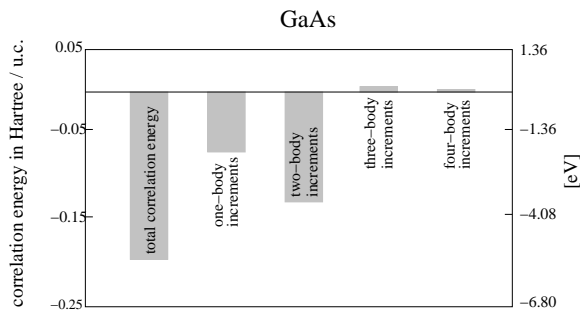 GaAs
correlation energy in Hartree / u.c.
0.05
−0.05
−0.15
−0.25
total correlation energy
one−body
increments
two−body
increments
three−body
increments
four−body
increments
1.36
−1.36
−4.08
−6.80
[eV]